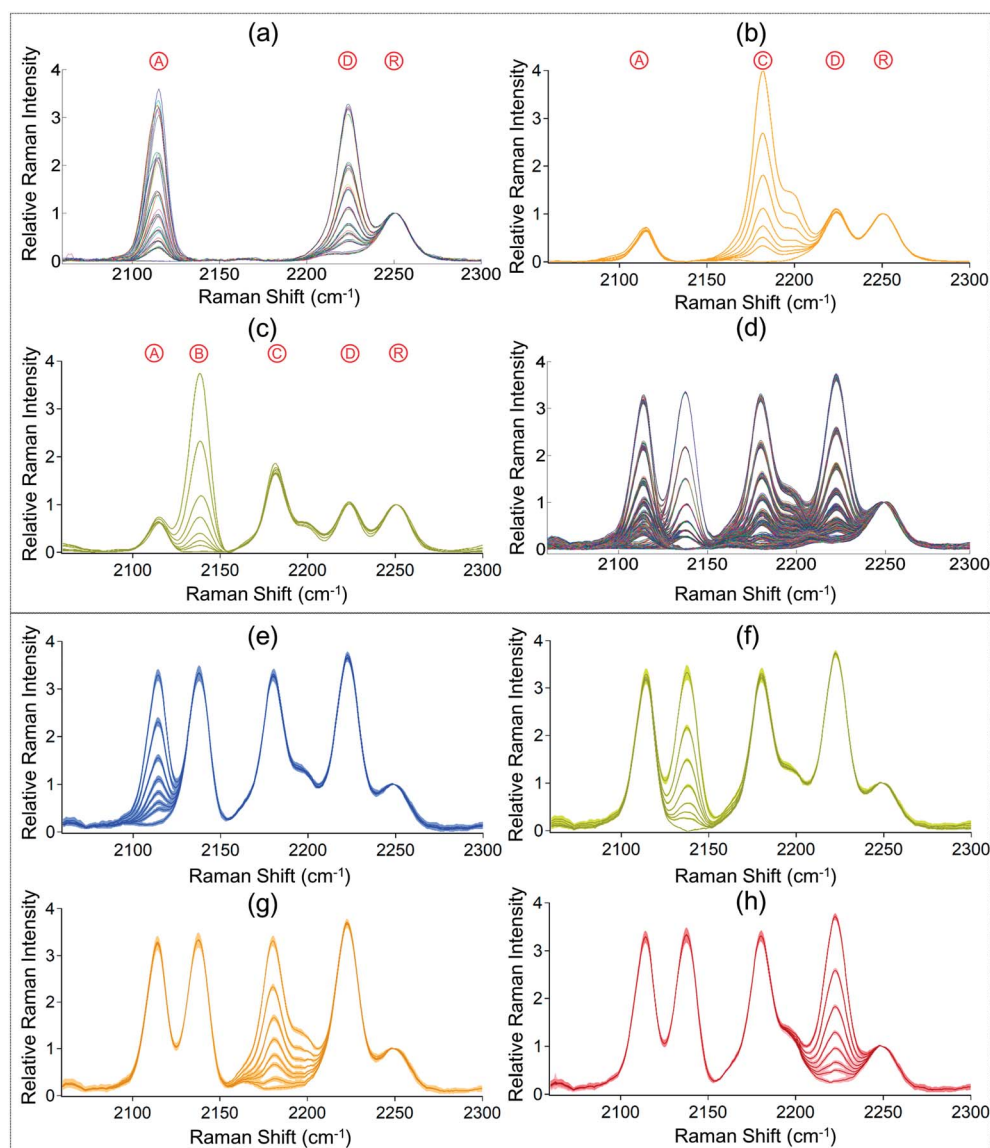 (a)
(b)
A D R
A C D R
Relative Raman Intensity
4
3
2
1
0
2100 2150 2200 2250 2300
Raman Shift (cm-1)
Relative Raman Intensity
4
3
2
1
0
2100 2150 2200 2250 2300
Raman Shift (cm-1)
(c)
(d)
A B C D R
Relative Raman Intensity
4
3
2
1
0
2100 2150 2200 2250 2300
Raman Shift (cm-1)
Relative Raman Intensity
4
3
2
1
0
2100 2150 2200 2250 2300
Raman Shift (cm-1)
(e)
(f)
Relative Raman Intensity
4
3
2
1
0
2100 2150 2200 2250 2300
Raman Shift (cm-1)
Relative Raman Intensity
4
3
2
1
0
2100 2150 2200 2250 2300
Raman Shift (cm-1)
(g)
(h)
Relative Raman Intensity
4
3
2
1
0
2100 2150 2200 2250 2300
Raman Shift (cm-1)
Relative Raman Intensity
4
3
2
1
0
2100 2150 2200 2250 2300
Raman Shift (cm-1)